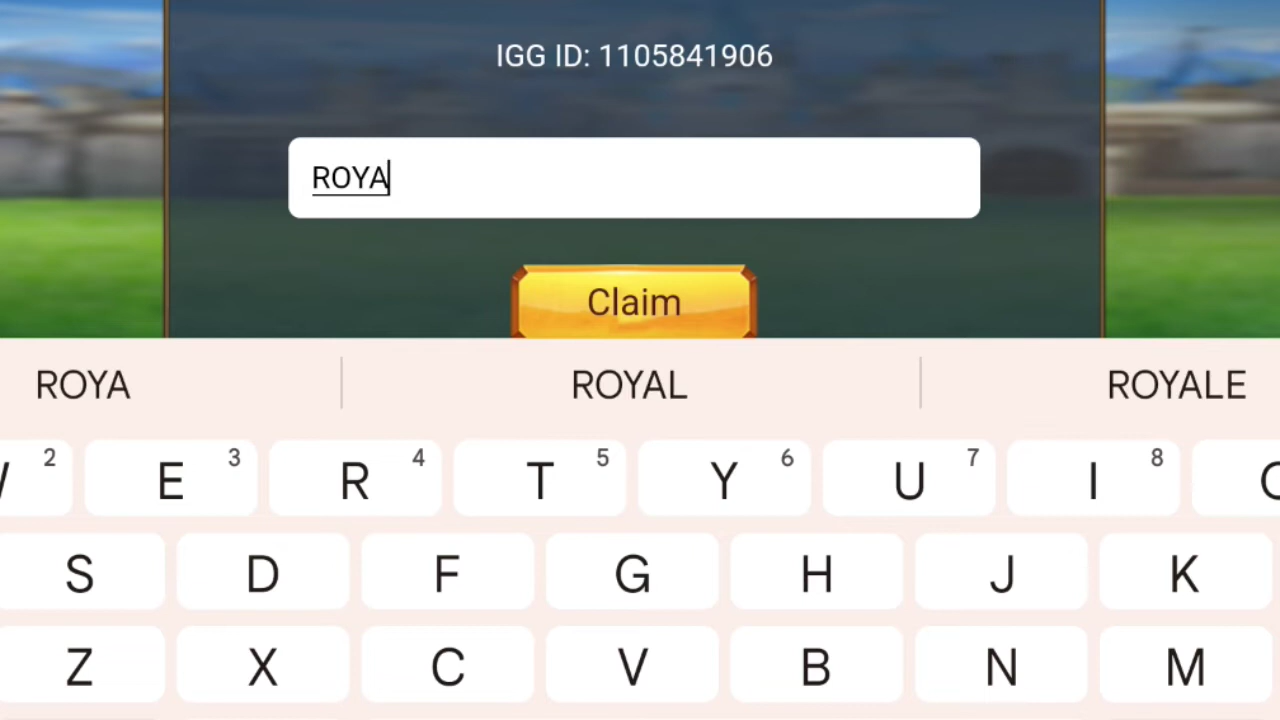 IGG ID: 1105841906
ROYA
Claim
ROYA ROYAL ROYALE
2 E 3 R 4 T 5 Y 6 U 7 I 8
S D F G H J K
Z X C V B N M